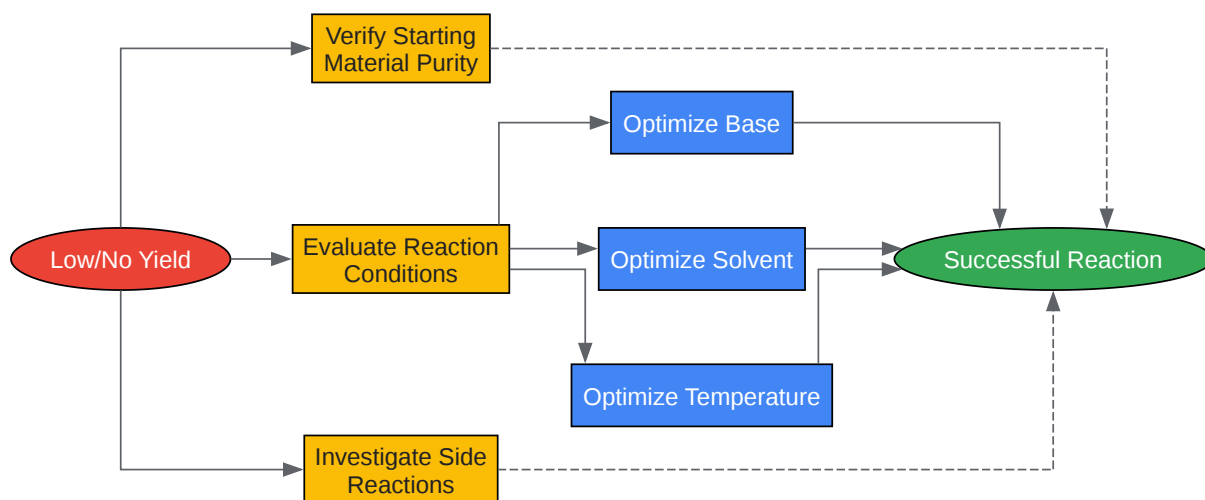 Verify Starting
Material Purity
Optimize Base
Low/No Yield
Evaluate Reaction
Conditions
Optimize Solvent
Successful Reaction
Optimize Temperature
Investigate Side
Reactions